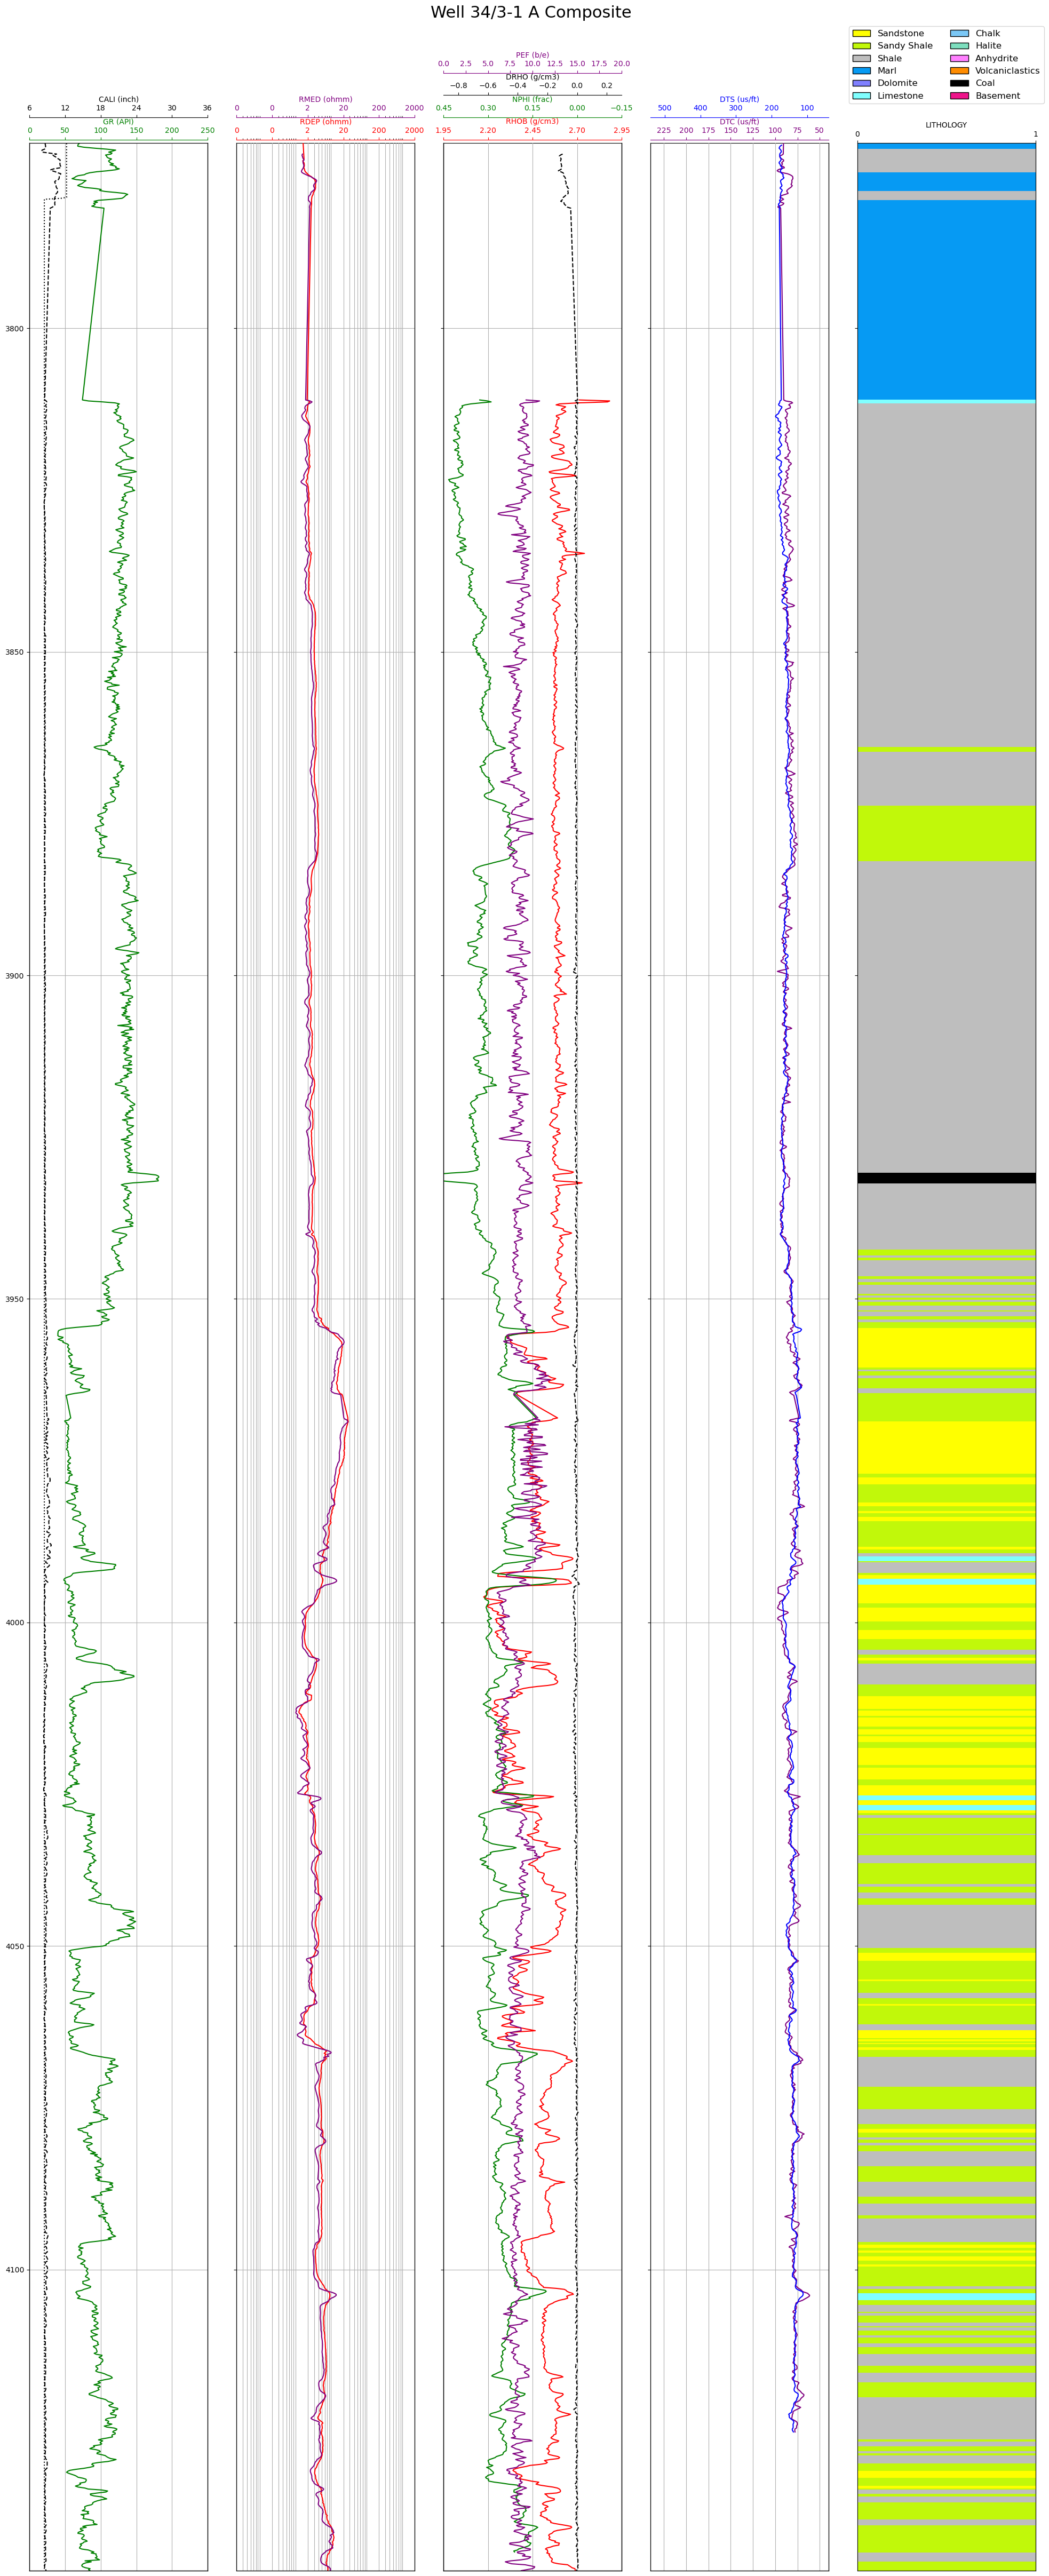 Well 34/3-1 A Composite
Sandstone Chalk
Sandy Shale Halite
Shale Anhydrite
Marl Volcaniclastics
Dolomite Coal
Limestone Basement
PEF (b/e)
0.0 2.5 5.0 7.5 10.0 12.5 15.0 17.5 20.0
DRHO (g/cm3)
−0.8 −0.6 −0.4 −0.2 0.0 0.2
CALI (inch) RMED (ohmm) NPHI (frac) DTS (us/ft)
6 12 18 24 30 36 0 0 2 20 200 2000 0.45 0.30 0.15 0.00 −0.15 500 400 300 200 100
GR (API) RDEP (ohmm) RHOB (g/cm3) DTC (us/ft) LITHOLOGY
0 50 100 150 200 250 0 0 2 20 200 2000 1.95 2.20 2.45 2.70 2.95 225 200 175 150 125 100 75 50 0 1
3800
3850
3900
3950
4000
4050
4100